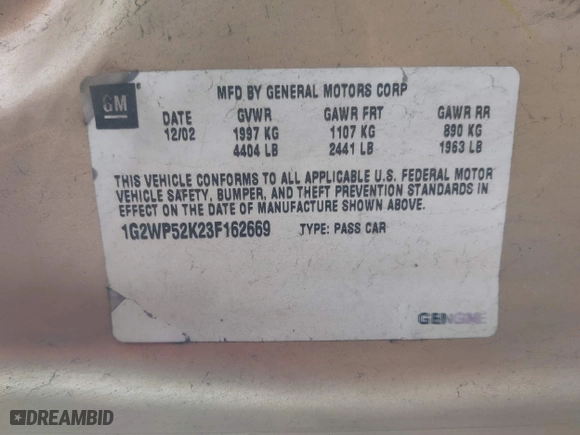 GM ®
MFD BY GENERAL MOTORS CORP
DATE GVWR GAWR FRT GAWR RR
12/02 1997 KG 1107 KG 890 KG
4404 LB 2441 LB 1963 LB
THIS VEHICLE CONFORMS TO ALL APPLICABLE U.S. FEDERAL MOTOR
VEHICLE SAFETY, BUMPER, AND THEFT PREVENTION STANDARDS IN
EFFECT ON THE DATE OF MANUFACTURE SHOWN ABOVE.
1G2WP52K23F162669 TYPE: PASS CAR
DREAMBID